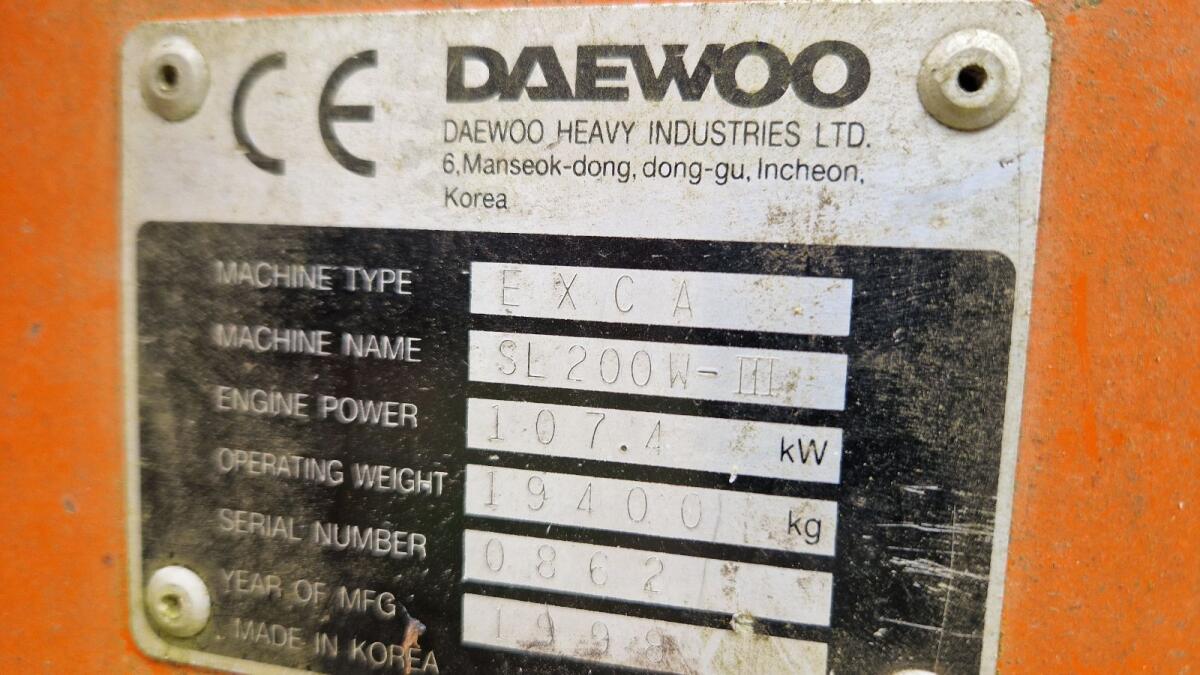 CE DAEWOO
DAEWOO HEAVY INDUSTRIES LTD.
6,Manseok-dong, dong-gu, Incheon,
Korea
MACHINE TYPE EXCA
MACHINE NAME SL200W-III
ENGINE POWER 107.4 kW
OPERATING WEIGHT 19400 kg
SERIAL NUMBER 0862
YEAR OF MFG 1998
MADE IN KOREA